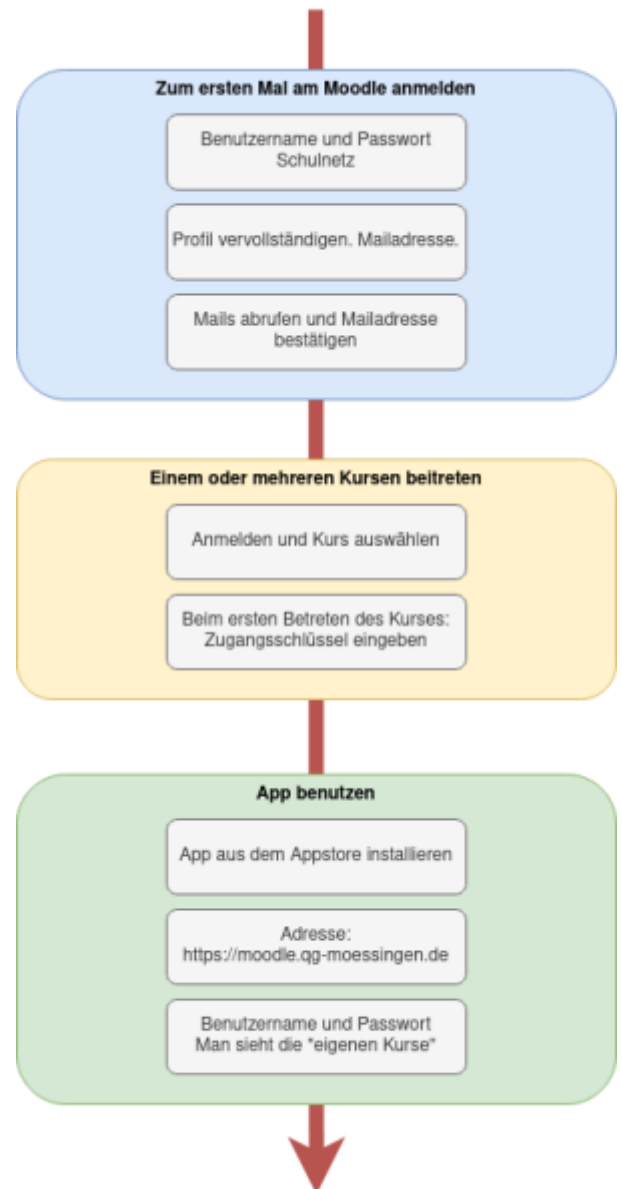 Zum ersten Mal am Moodle anmelden
Benutzername und Passwort
Schulnetz
Profil vervollständigen. Mailadresse.
Mails abrufen und Mailadresse
bestätigen
Einem oder mehreren Kursen beitreten
Anmelden und Kurs auswählen
Beim ersten Betreten des Kurses:
Zugangsschlüssel eingeben
App benutzen
App aus dem Appstore installieren
Adresse:
https://moodle.qg-moessingen.de
Benutzername und Passwort
Man sieht die "eigenen Kurse"